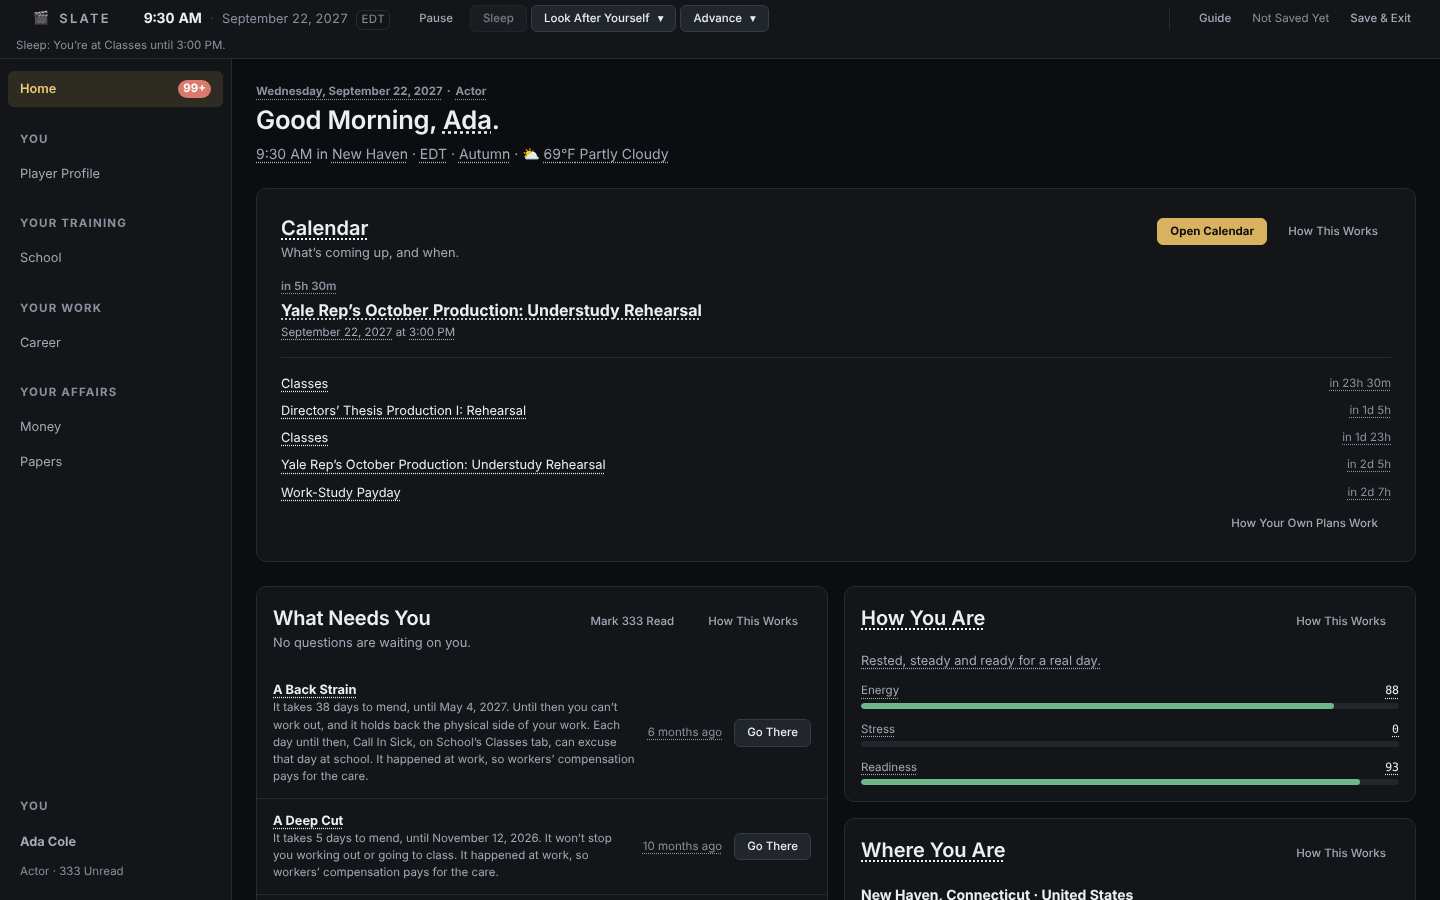 🎬 SLATE
9:30 AM · September 22, 2027 EDT
Pause
Sleep
Look After Yourself ▾
Advance ▾
Guide
Not Saved Yet
Save & Exit
Sleep: You're at Classes until 3:00 PM.
Home
99+
YOU
Player Profile
YOUR TRAINING
School
YOUR WORK
Career
YOUR AFFAIRS
Money
Papers
YOU
Ada Cole
Actor · 333 Unread
Wednesday, September 22, 2027 · Actor
Good Morning, Ada.
9:30 AM in New Haven · EDT · Autumn · ⛅ 69°F Partly Cloudy
Calendar
What's coming up, and when.
Open Calendar
How This Works
in 5h 30m
Yale Rep's October Production: Understudy Rehearsal
September 22, 2027 at 3:00 PM
Classes
in 23h 30m
Directors' Thesis Production I: Rehearsal
in 1d 5h
Classes
in 1d 23h
Yale Rep's October Production: Understudy Rehearsal
in 2d 5h
Work-Study Payday
in 2d 7h
How Your Own Plans Work
What Needs You
Mark 333 Read
How This Works
No questions are waiting on you.
A Back Strain
It takes 38 days to mend, until May 4, 2027. Until then you can't
work out, and it holds back the physical side of your work. Each
day until then, Call In Sick, on School's Classes tab, can excuse
that day at school. It happened at work, so workers' compensation
pays for the care.
6 months ago
Go There
A Deep Cut
It takes 5 days to mend, until November 12, 2026. It won't stop
you working out or going to class. It happened at work, so
workers' compensation pays for the care.
10 months ago
Go There
How You Are
How This Works
Rested, steady and ready for a real day.
Energy
88
Stress
0
Readiness
93
Where You Are
How This Works
New Haven, Connecticut · United States